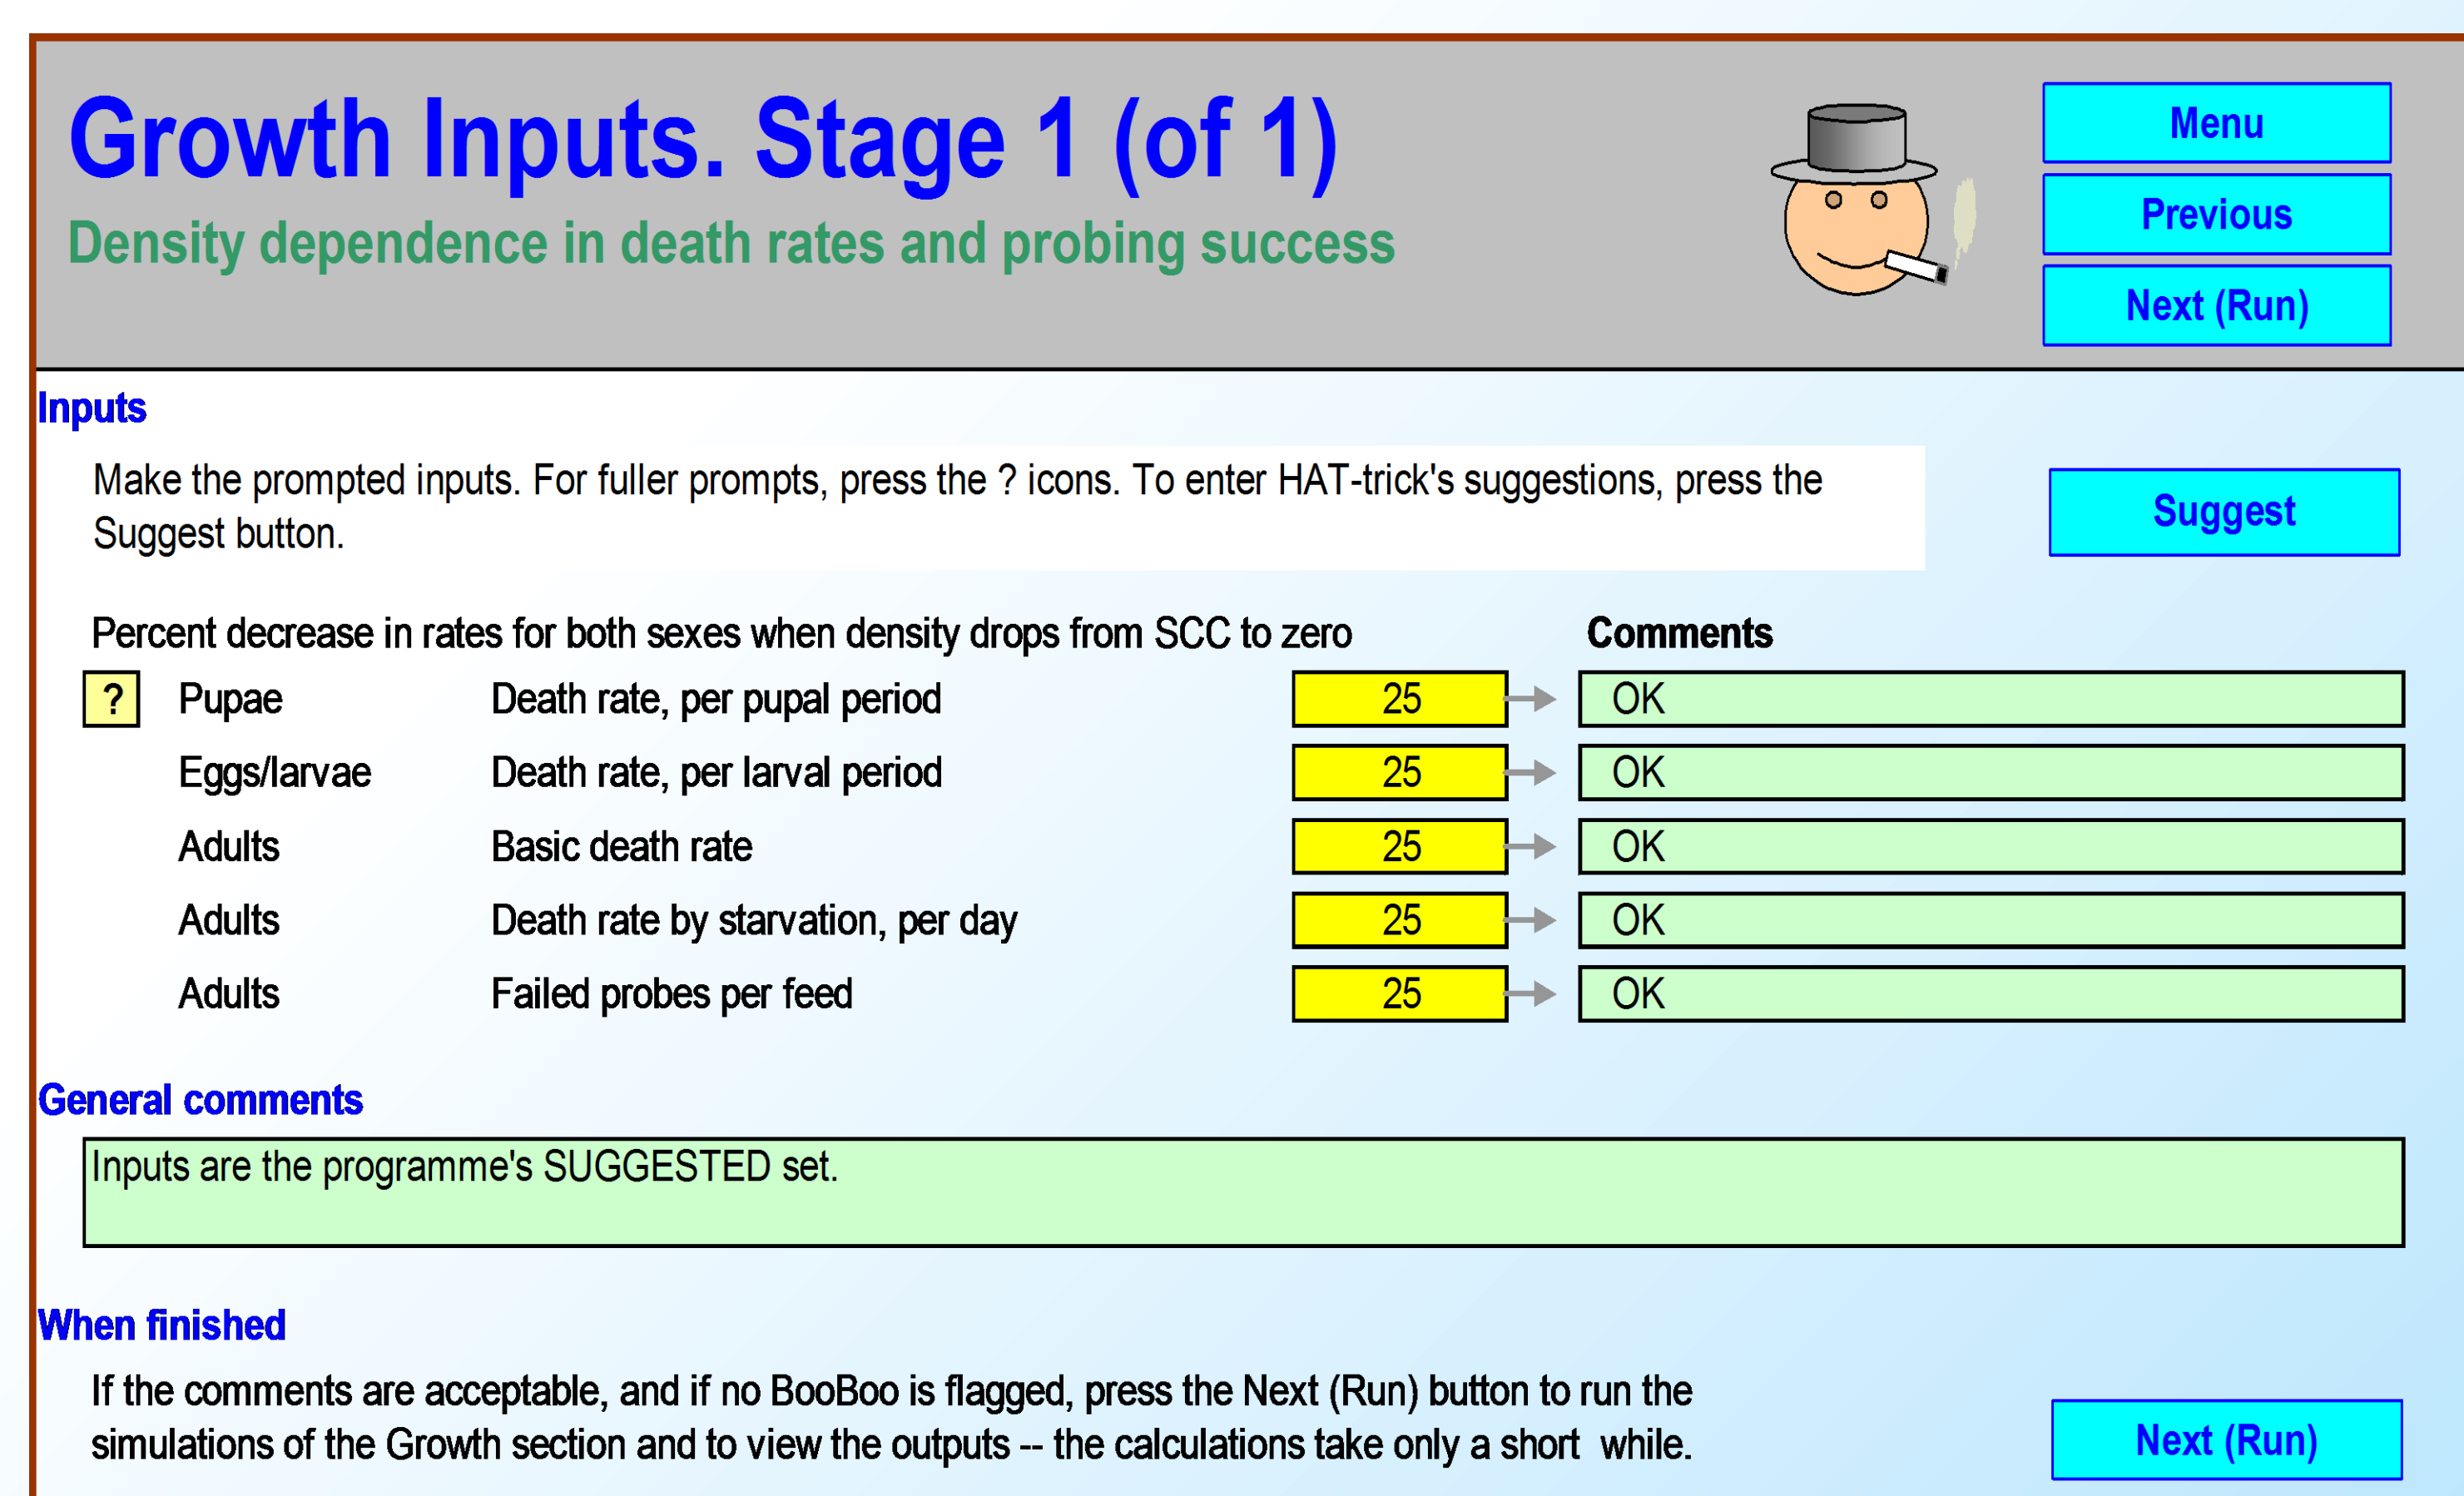 Growth Inputs. Stage 1 (of 1)
Density dependence in death rates and probing success
Menu
Previous
Next (Run)
Inputs
Make the prompted inputs. For fuller prompts, press the ? icons. To enter HAT-trick's suggestions, press the
Suggest button.
Suggest
Percent decrease in rates for both sexes when density drops from SCC to zero
Comments
? Pupae Death rate, per pupal period 25 OK
Eggs/larvae Death rate, per larval period 25 OK
Adults Basic death rate 25 OK
Adults Death rate by starvation, per day 25 OK
Adults Failed probes per feed 25 OK
General comments
Inputs are the programme's SUGGESTED set.
When finished
If the comments are acceptable, and if no BooBoo is flagged, press the Next (Run) button to run the
simulations of the Growth section and to view the outputs -- the calculations take only a short while.
Next (Run)